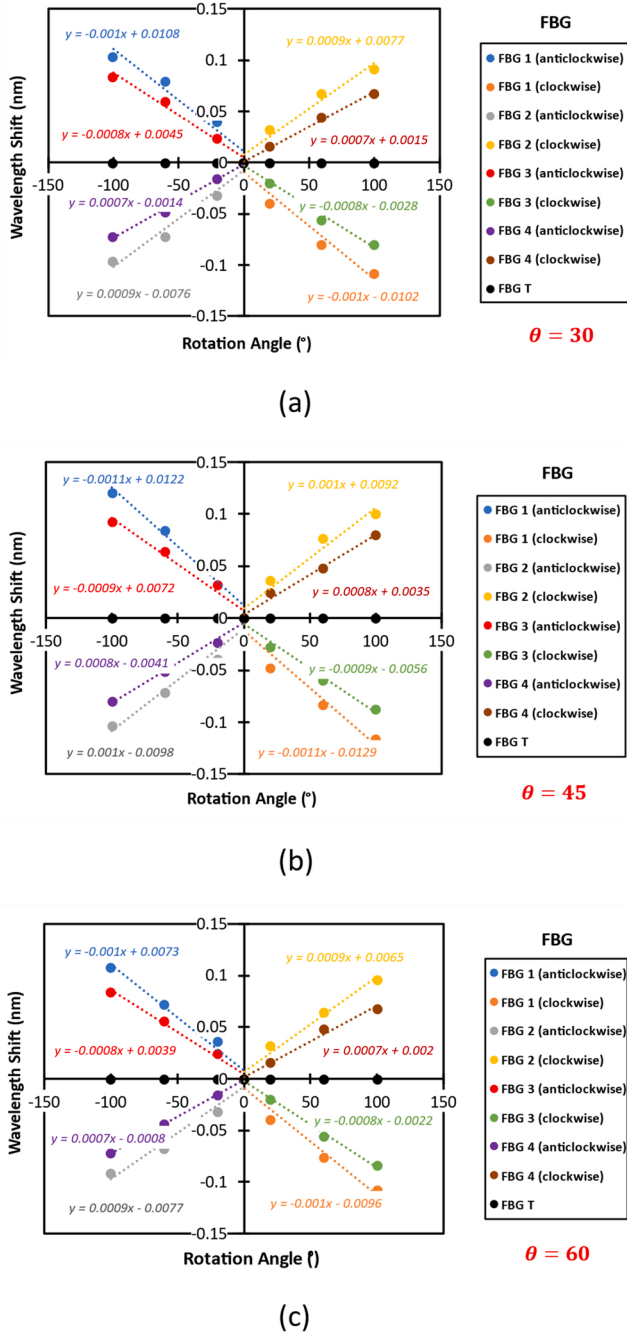 0.15
y = -0.001x + 0.0108
y = 0.0009x + 0.0077
0.1
0.05
y = -0.0008x + 0.0045
y = 0.0007x + 0.0015
0
-150 -100 -50 0 50 100 150
y = 0.0007x - 0.0014
y = -0.0008x - 0.0028
-0.05
-0.1
y = 0.0009x - 0.0076
y = -0.001x - 0.0102
-0.15
Wavelength Shift (nm)
Rotation Angle (°)
FBG
FBG 1 (anticlockwise)
FBG 1 (clockwise)
FBG 2 (anticlockwise)
FBG 2 (clockwise)
FBG 3 (anticlockwise)
FBG 3 (clockwise)
FBG 4 (anticlockwise)
FBG 4 (clockwise)
FBG T
θ = 30
(a)
0.15
y = -0.0011x + 0.0122
y = 0.001x + 0.0092
0.1
0.05
y = -0.0009x + 0.0072
y = 0.0008x + 0.0035
0
-150 -100 -50 0 50 100 150
y = 0.0008x - 0.0041
y = -0.0009x - 0.0056
-0.05
-0.1
y = 0.001x - 0.0098
y = -0.0011x - 0.0129
-0.15
Wavelength Shift (nm)
Rotation Angle (°)
FBG
FBG 1 (anticlockwise)
FBG 1 (clockwise)
FBG 2 (anticlockwise)
FBG 2 (clockwise)
FBG 3 (anticlockwise)
FBG 3 (clockwise)
FBG 4 (anticlockwise)
FBG 4 (clockwise)
FBG T
θ = 45
(b)
0.15
y = -0.001x + 0.0073
y = 0.0009x + 0.0065
0.1
0.05
y = -0.0008x + 0.0039
y = 0.0007x + 0.002
0
-150 -100 -50 0 50 100 150
y = 0.0007x - 0.0008
y = -0.0008x - 0.0022
-0.05
-0.1
y = 0.0009x - 0.0077
y = -0.001x - 0.0096
-0.15
Wavelength Shift (nm)
Rotation Angle (°)
FBG
FBG 1 (anticlockwise)
FBG 1 (clockwise)
FBG 2 (anticlockwise)
FBG 2 (clockwise)
FBG 3 (anticlockwise)
FBG 3 (clockwise)
FBG 4 (anticlockwise)
FBG 4 (clockwise)
FBG T
θ = 60
(c)